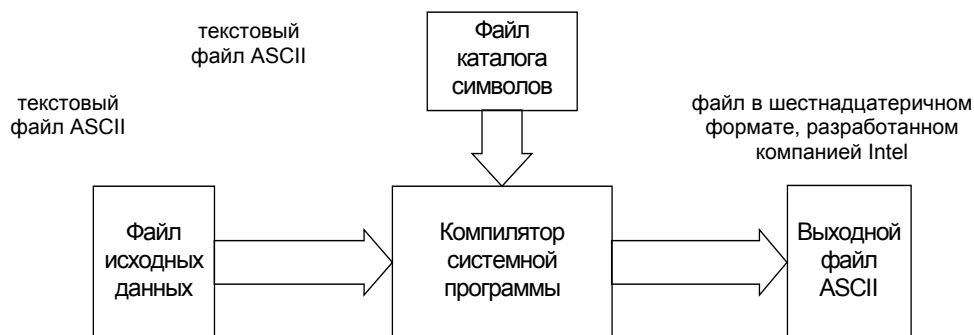 текстовый
файл ASCII
Файл
каталога
символов
текстовый
файл ASCII
файл в шестнадцатеричном
формате, разработанном
компанией Intel
Файл
исходных
данных
Компилятор
системной
программы
Выходной
файл
ASCII